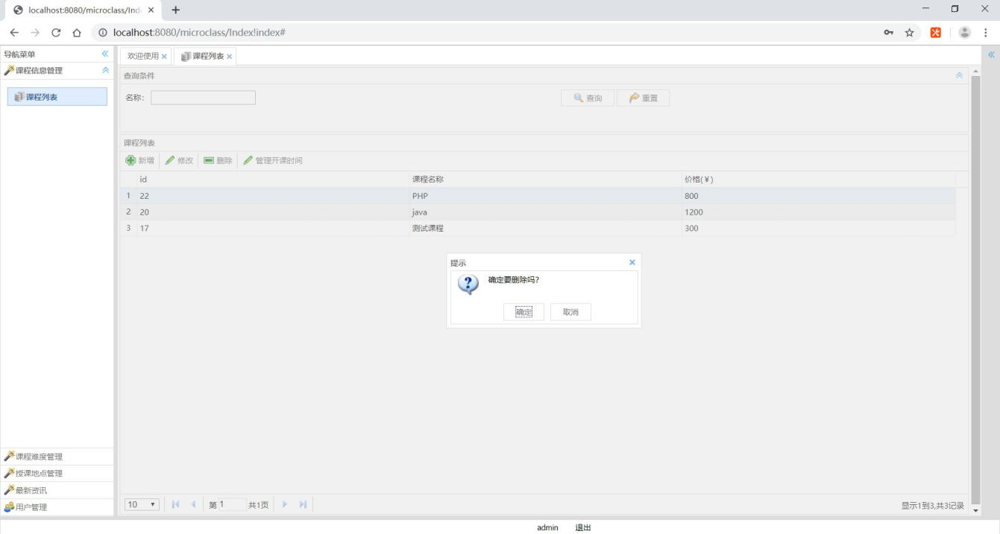 localhost:8080/microclass/Ind
localhost:8080/microclass/Index!index#
导航菜单
课程信息管理
课程列表
欢迎使用 课程列表
查询条件
名称: 查询 重置
课程列表
新增 修改 删除 管理开课时间
id 课程名称 价格(¥)
1 22 PHP 800
2 20 java 1200
3 17 测试课程 300
提示
确定要删除吗?
确定 取消
课程难度管理
授课地点管理
最新资讯
用户管理
10 第 1 共1页 显示1到3,共3记录
admin 退出